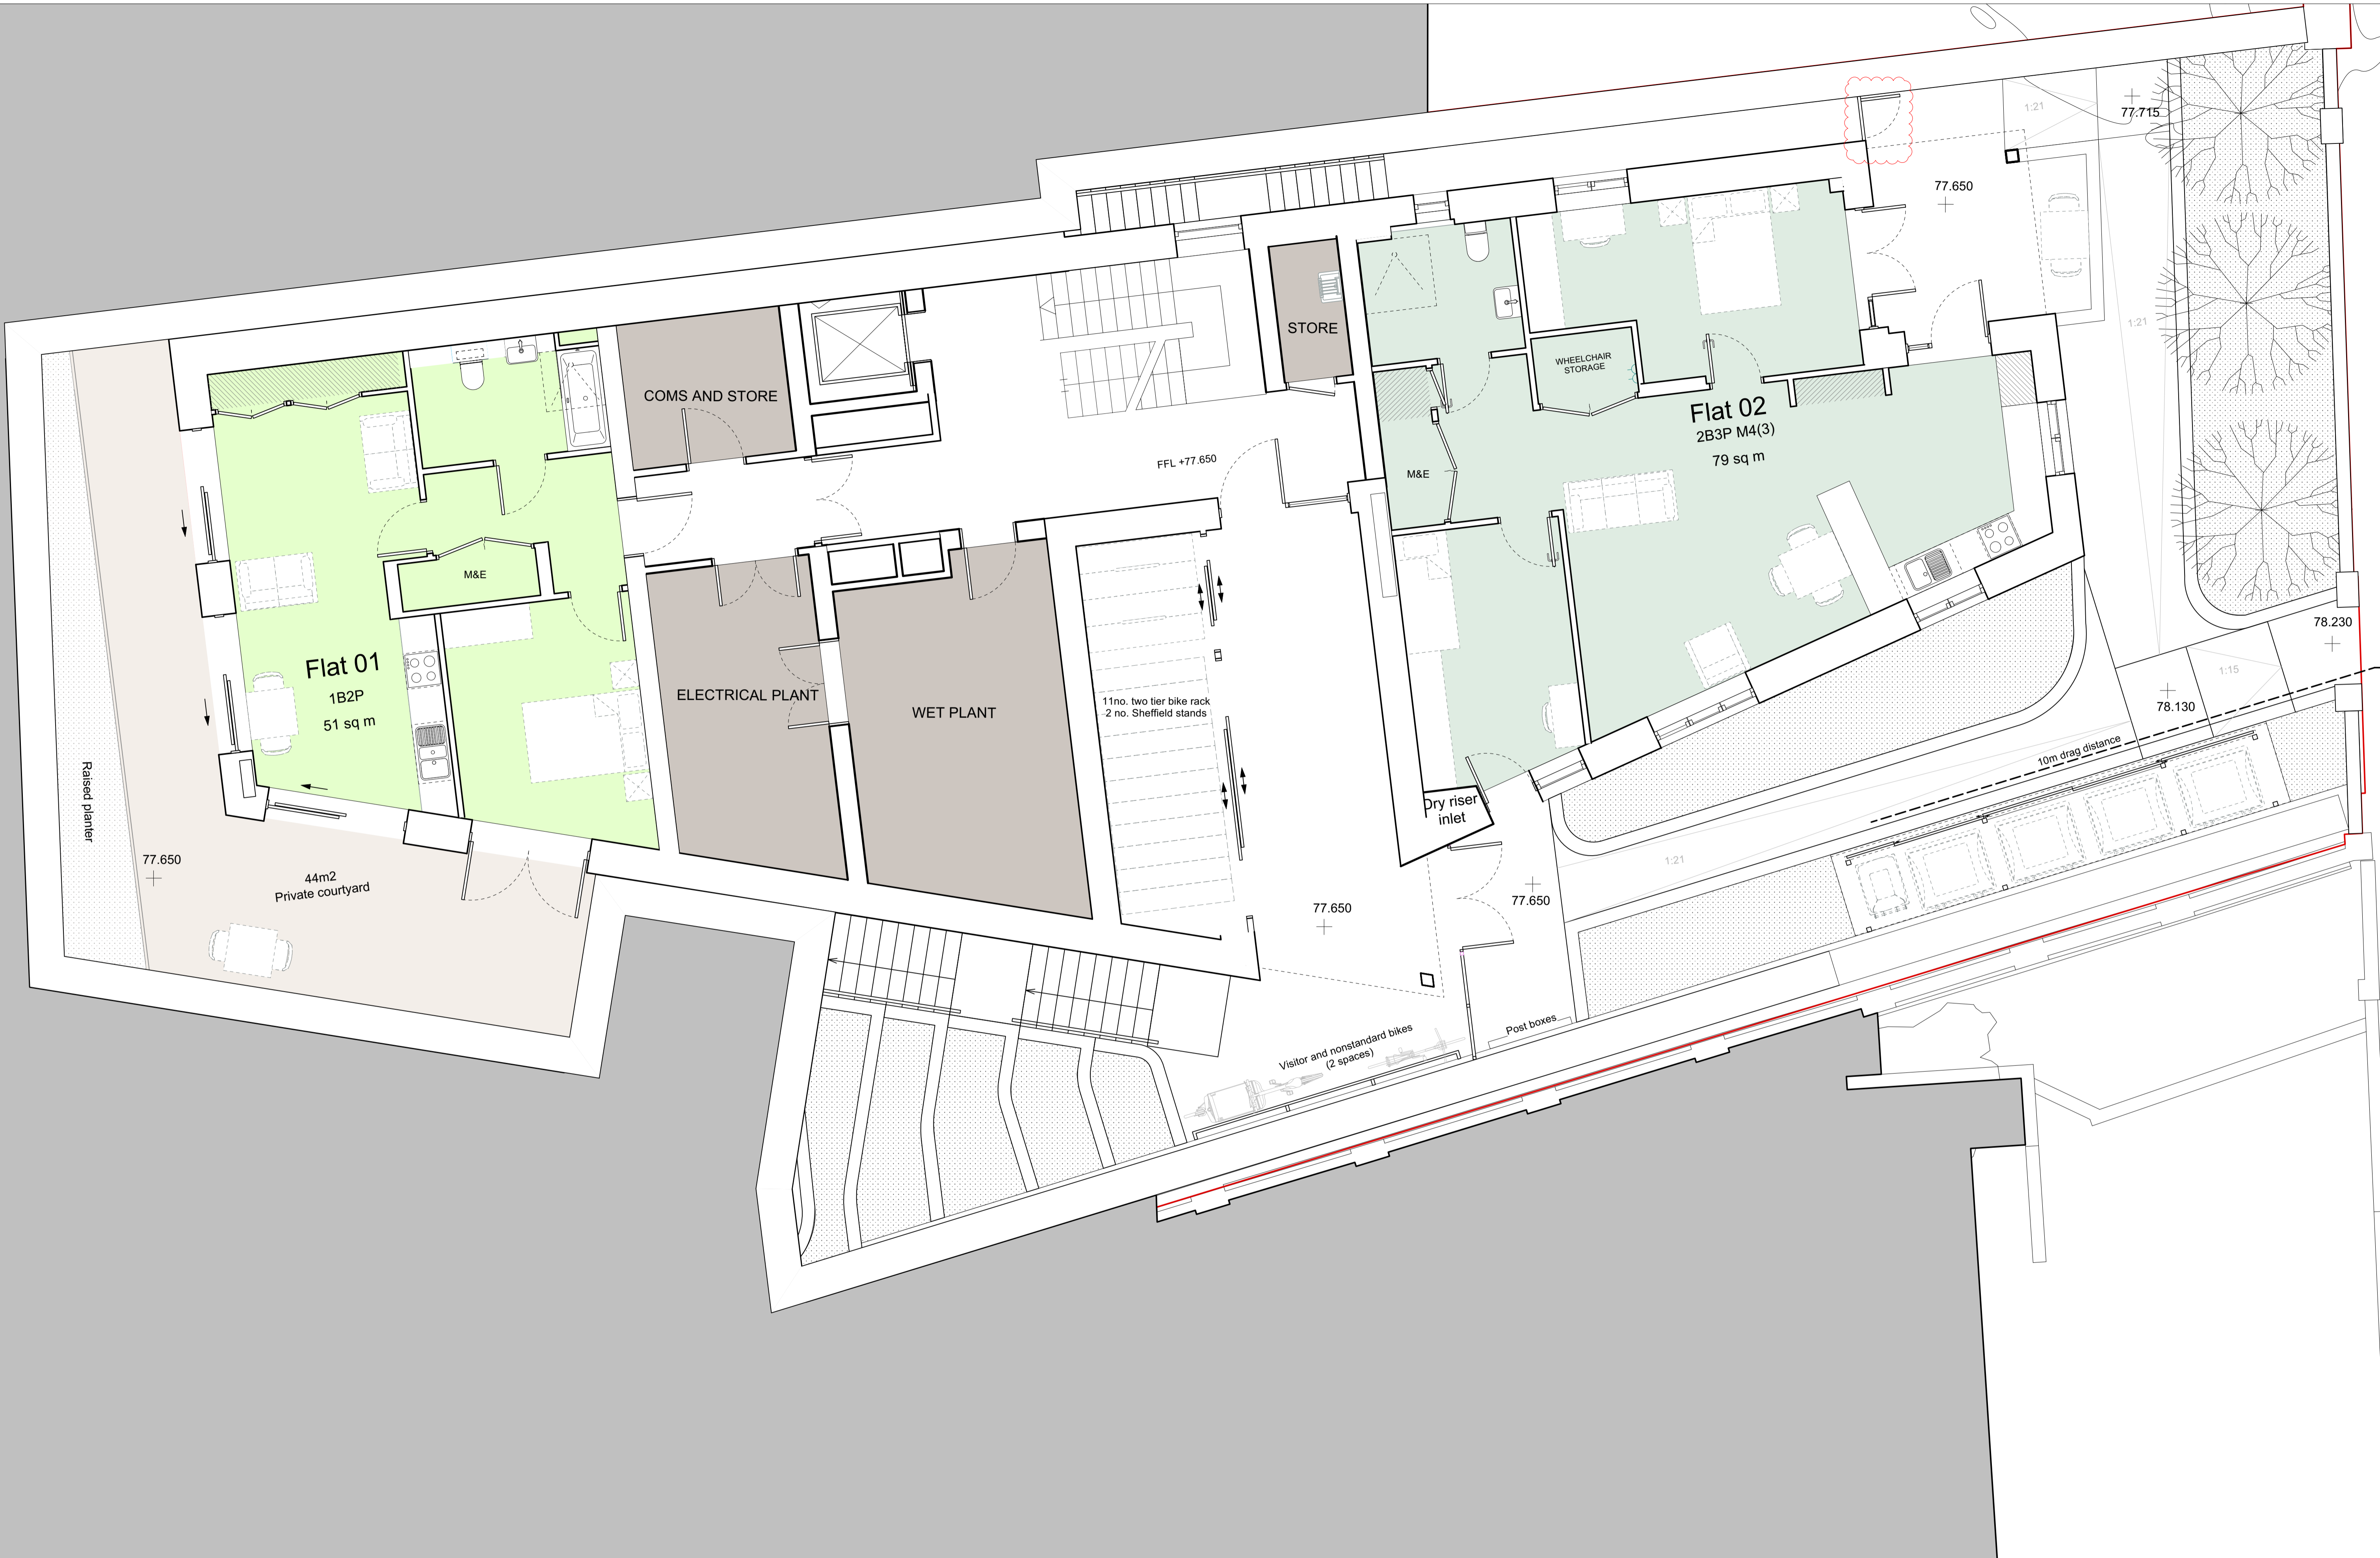 1:21
77.715
77.650
STORE
WHEELCHAIR
STORAGE
1:21
COMS AND STORE
Flat 02
2B3P M4(3)
79 sq m
FFL +77.650
M&E
M&E
78.230
Flat 01
1B2P
51 sq m
1:15
ELECTRICAL PLANT
WET PLANT
11no. two tier bike rack
2 no. Sheffield stands
78.130
10m drag distance
Raised planter
Dry riser
inlet
77.650
1:21
44m2
Private courtyard
77.650
77.650
Post boxes
Visitor and nonstandard bikes
(2 spaces)